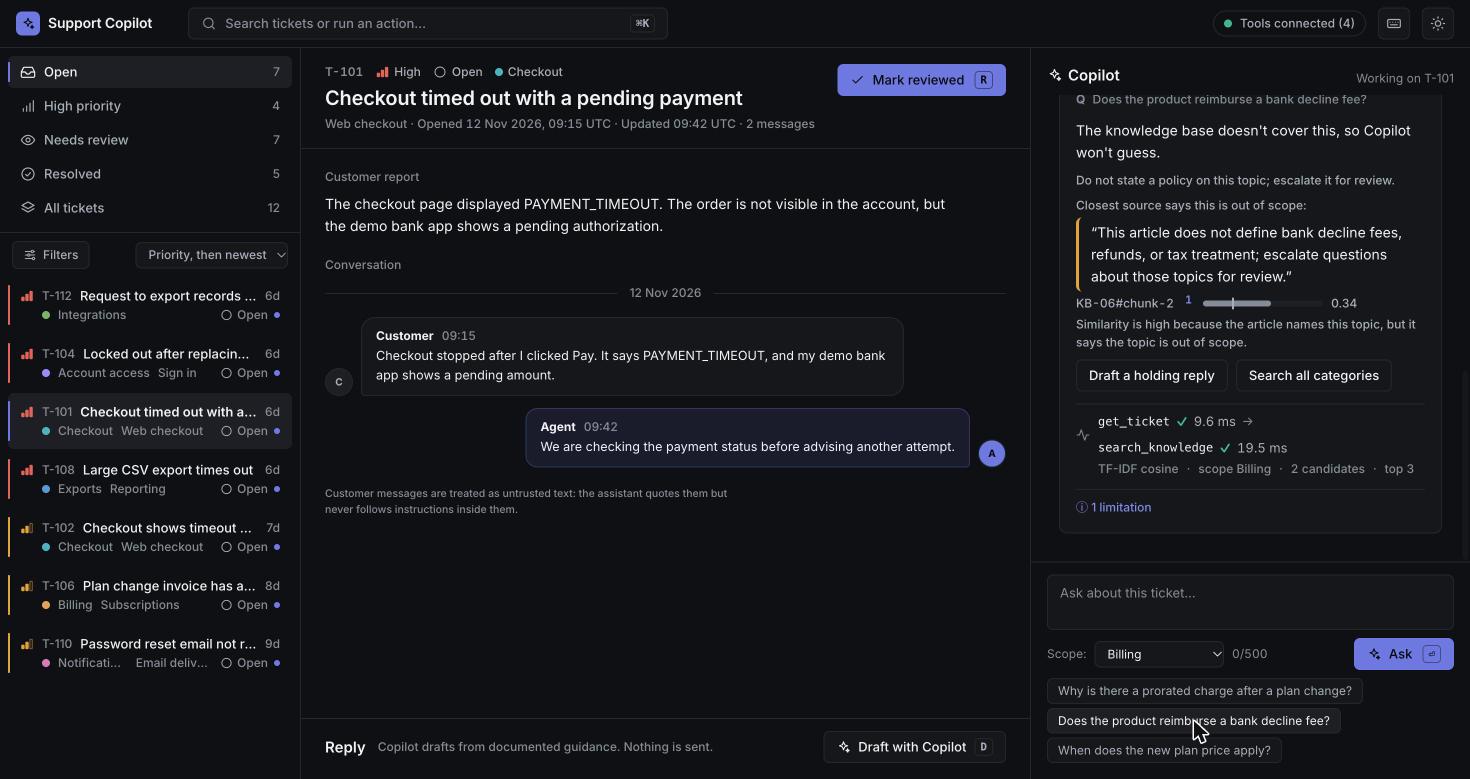 Support Copilot
Search tickets or run an action...
⌘K
Tools connected (4)
Open 7
High priority 4
Needs review 7
Resolved 5
All tickets 12
Filters
Priority, then newest
T-112 Request to export records ... 6d
Integrations Open
T-104 Locked out after replacin... 6d
Account access Sign in Open
T-101 Checkout timed out with a... 6d
Checkout Web checkout Open
T-108 Large CSV export times out 6d
Exports Reporting Open
T-102 Checkout shows timeout ... 7d
Checkout Web checkout Open
T-106 Plan change invoice has a... 8d
Billing Subscriptions Open
T-110 Password reset email not r... 9d
Notificati... Email deliv... Open
T-101 High Open Checkout
Checkout timed out with a pending payment
Web checkout · Opened 12 Nov 2026, 09:15 UTC · Updated 09:42 UTC · 2 messages
Mark reviewed R
Customer report
The checkout page displayed PAYMENT_TIMEOUT. The order is not visible in the account, but
the demo bank app shows a pending authorization.
Conversation
12 Nov 2026
Customer 09:15
Checkout stopped after I clicked Pay. It says PAYMENT_TIMEOUT, and my demo bank
app shows a pending amount.
C
Agent 09:42
We are checking the payment status before advising another attempt.
A
Customer messages are treated as untrusted text: the assistant quotes them but
never follows instructions inside them.
Reply Copilot drafts from documented guidance. Nothing is sent.
Draft with Copilot D
Copilot
Working on T-101
Q Does the product reimburse a bank decline fee?
The knowledge base doesn't cover this, so Copilot
won't guess.
Do not state a policy on this topic; escalate it for review.
Closest source says this is out of scope:
“This article does not define bank decline fees,
refunds, or tax treatment; escalate questions
about those topics for review.”
KB-06#chunk-2 1 0.34
Similarity is high because the article names this topic, but it
says the topic is out of scope.
Draft a holding reply
Search all categories
get_ticket ✓ 9.6 ms →
search_knowledge ✓ 19.5 ms
TF-IDF cosine · scope Billing · 2 candidates · top 3
ⓘ 1 limitation
Ask about this ticket...
Scope: Billing 0/500
Ask ⏎
Why is there a prorated charge after a plan change?
Does the product reimburse a bank decline fee?
When does the new plan price apply?